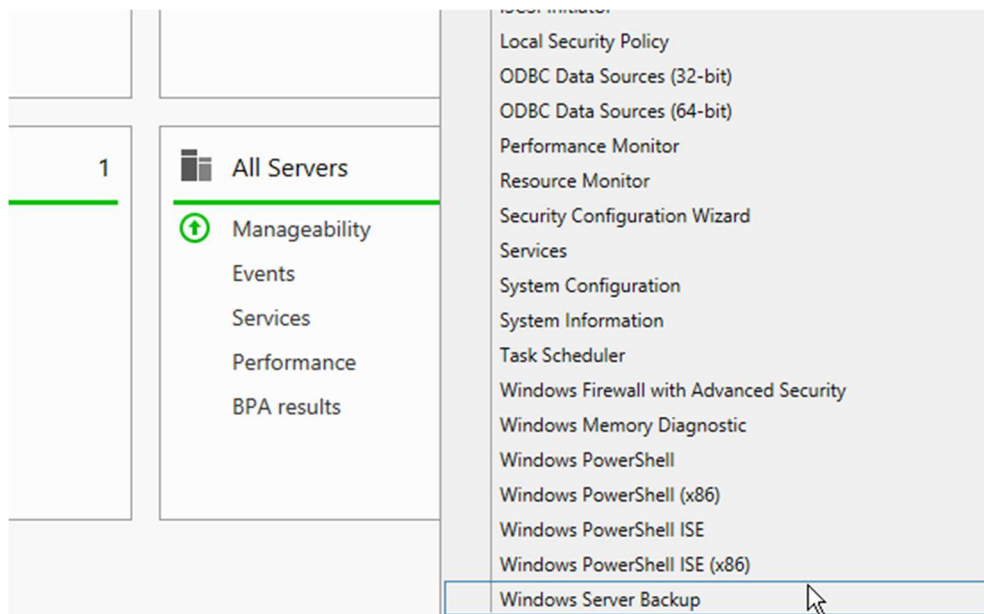 1
All Servers
Manageability
Events
Services
Performance
BPA results
iSCSI Initiator
Local Security Policy
ODBC Data Sources (32-bit)
ODBC Data Sources (64-bit)
Performance Monitor
Resource Monitor
Security Configuration Wizard
Services
System Configuration
System Information
Task Scheduler
Windows Firewall with Advanced Security
Windows Memory Diagnostic
Windows PowerShell
Windows PowerShell (x86)
Windows PowerShell ISE
Windows PowerShell ISE (x86)
Windows Server Backup